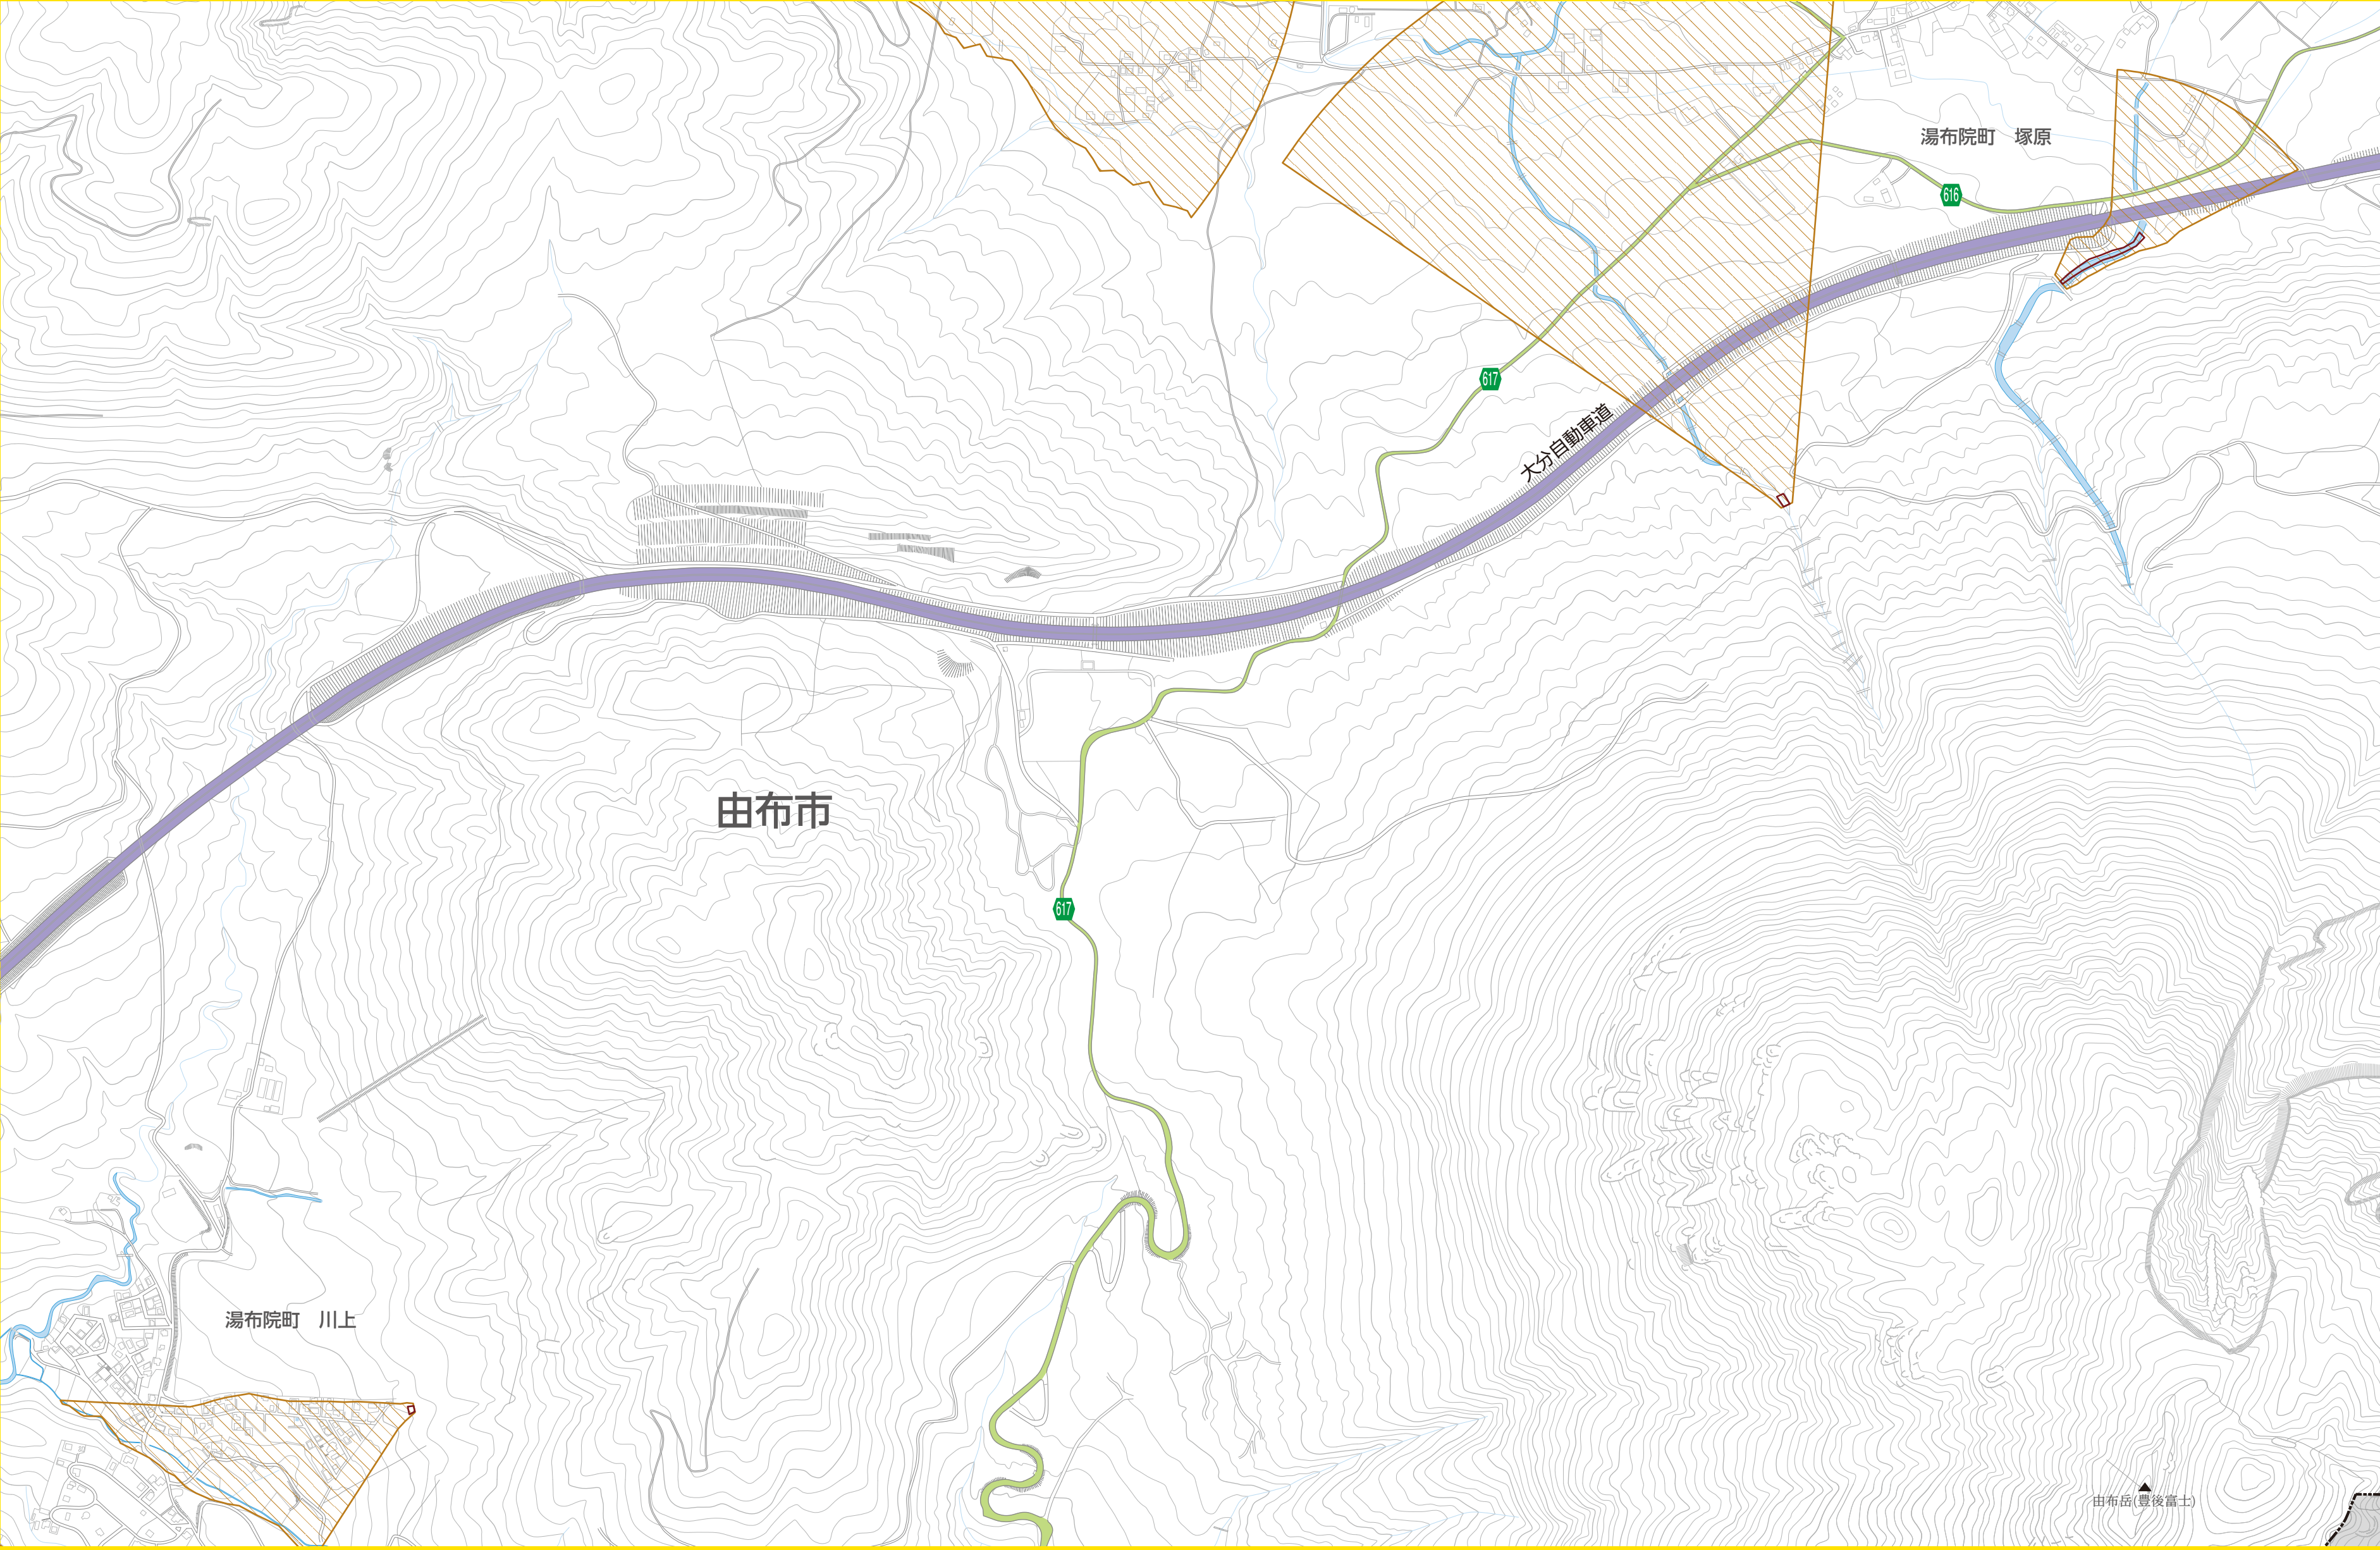 湯布院町　塚原
616
617
大分自動車道
由布市
617
湯布院町　川上
由布岳(豊後富士)